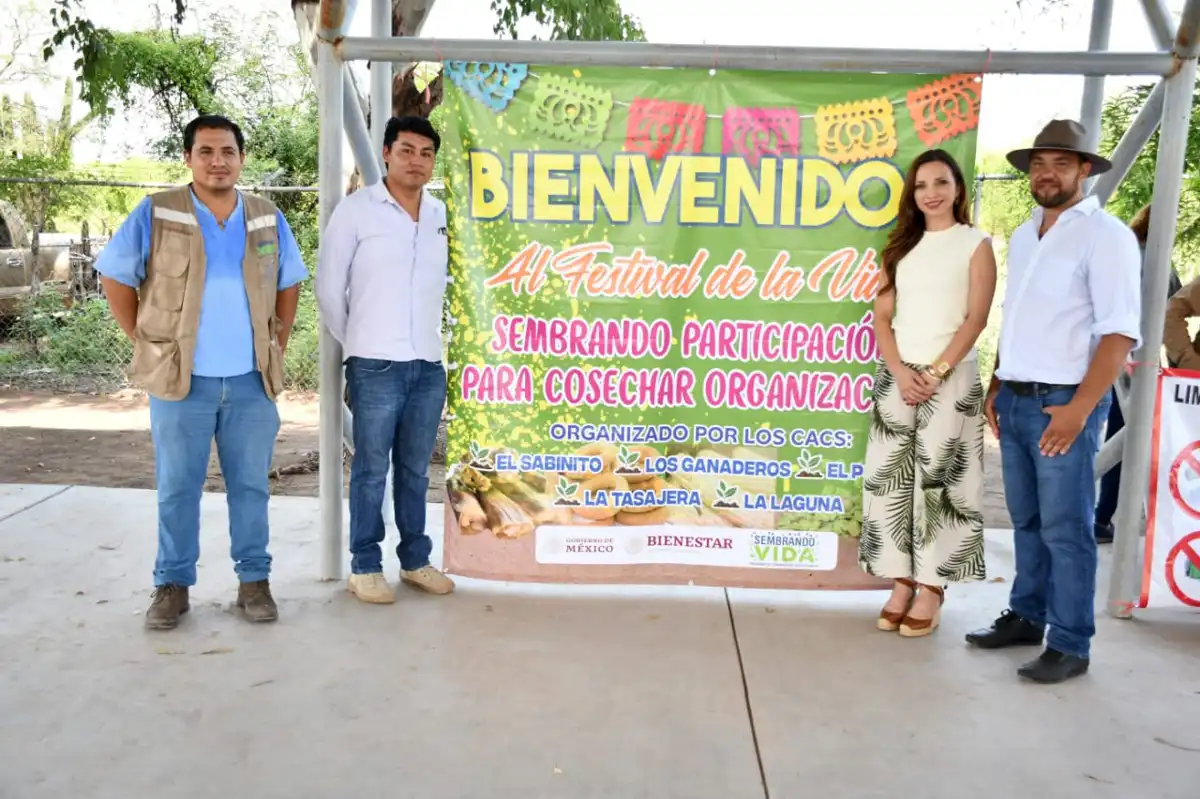 BIENVENIDO
Al Festival de la Vi
SEMBRANDO PARTICIPACIÓ
PARA COSECHAR ORGANIZAC
ORGANIZADO POR LOS CACS:
EL SABINITO LOS GANADEROS EL P
LA TASAJERA LA LAGUNA
GOBIERNO DE
MÉXICO
BIENESTAR
SEMBRANDO
VIDA
LIM